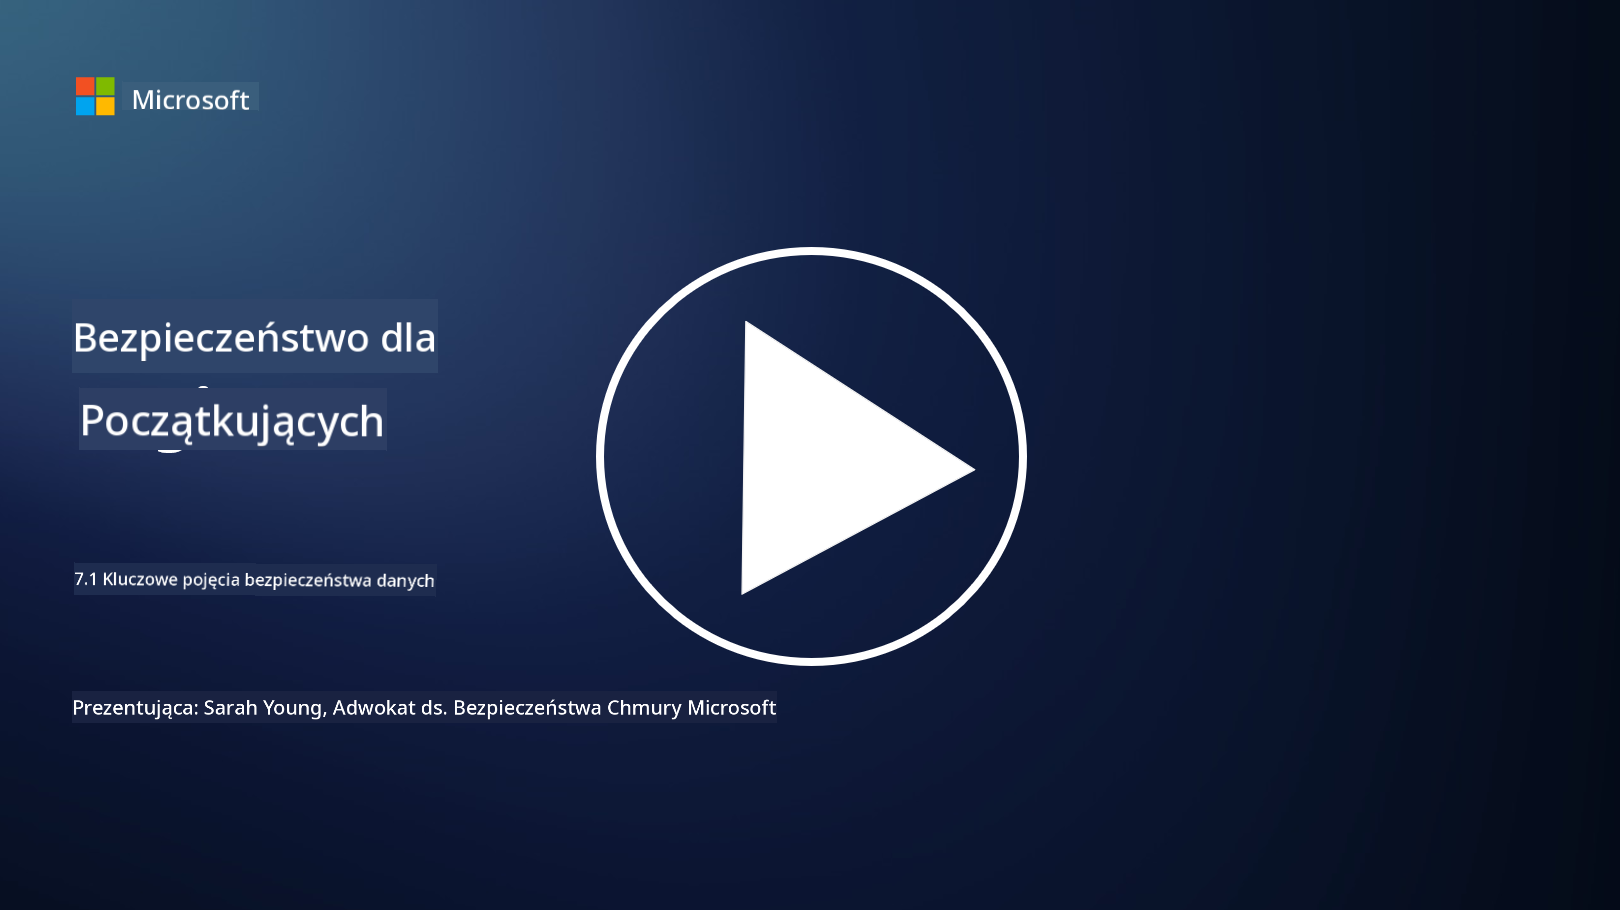 Microsoft
Bezpieczeństwo dla
Początkujących
7.1 Kluczowe pojęcia bezpieczeństwa danych
Prezentująca: Sarah Young, Adwokat ds. Bezpieczeństwa Chmury Microsoft